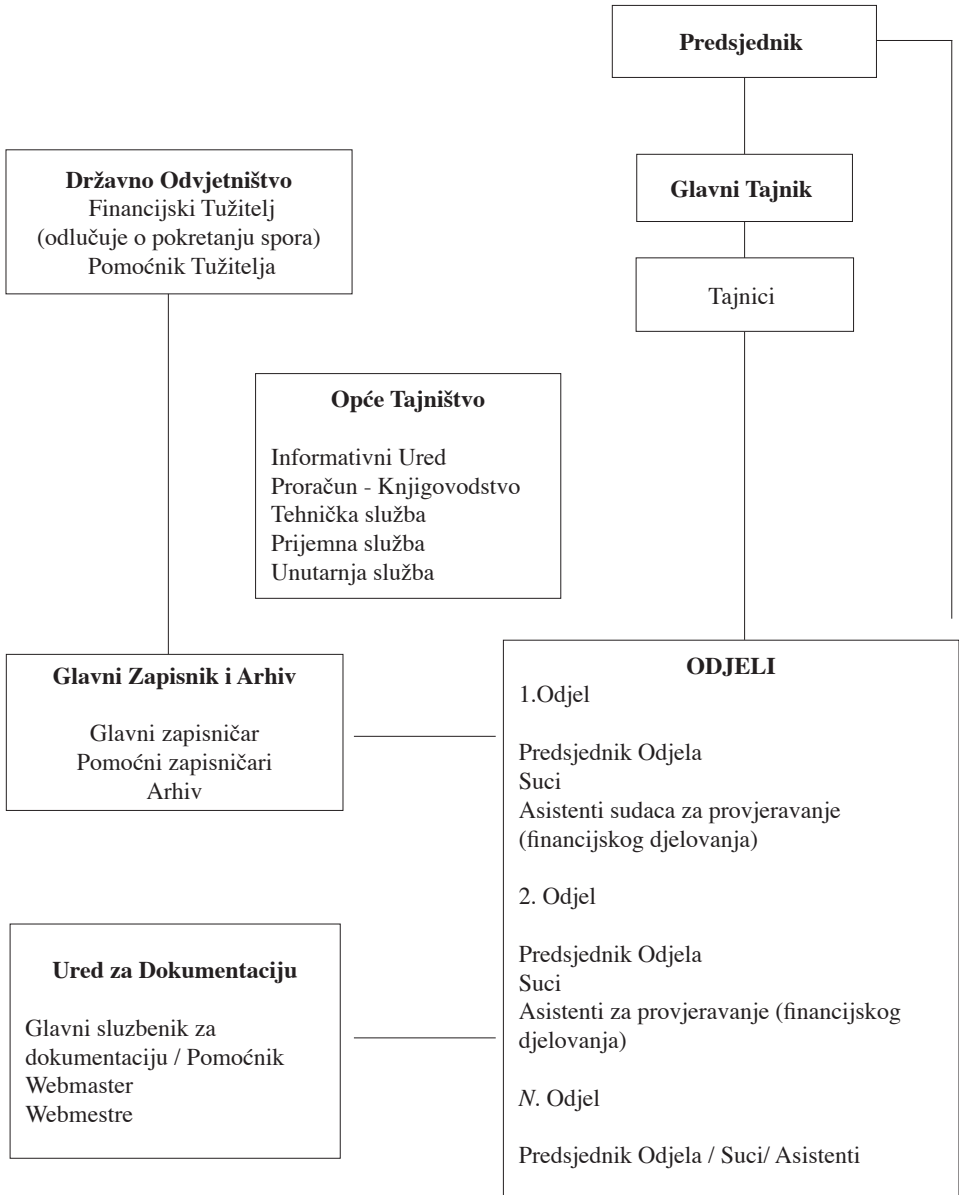 Predsjednik
Državno Odvjetništvo
Financijski Tužitelj
(odlučuje o pokretanju spora)
Pomoćnik Tužitelja
Glavni Tajnik
Tajnici
Opće Tajništvo
Informativni Ured
Proračun - Knjigovodstvo
Tehnička služba
Prijemna služba
Unutarnja služba
Glavni Zapisnik i Arhiv
Glavni zapisničar
Pomoćni zapisničari
Arhiv
Ured za Dokumentaciju
Glavni sluzbenik za
dokumentaciju / Pomoćnik
Webmaster
Webmestre
ODJELI
1.Odjel
Predsjednik Odjela
Suci
Asistenti sudaca za provjeravanje
(financijskog djelovanja)
2. Odjel
Predsjednik Odjela
Suci
Asistenti za provjeravanje (financijskog
djelovanja)
N. Odjel
Predsjednik Odjela / Suci/ Asistenti